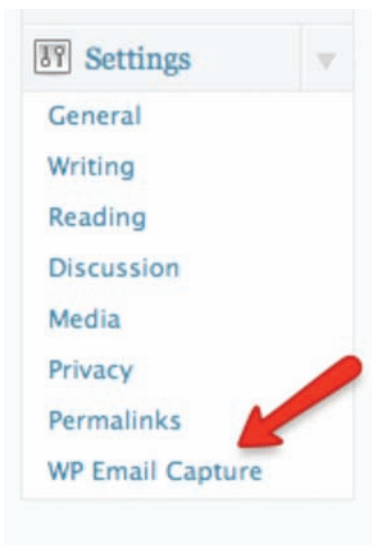 Settings
General
Writing
Reading
Discussion
Media
Privacy
Permalinks
WP Email Capture